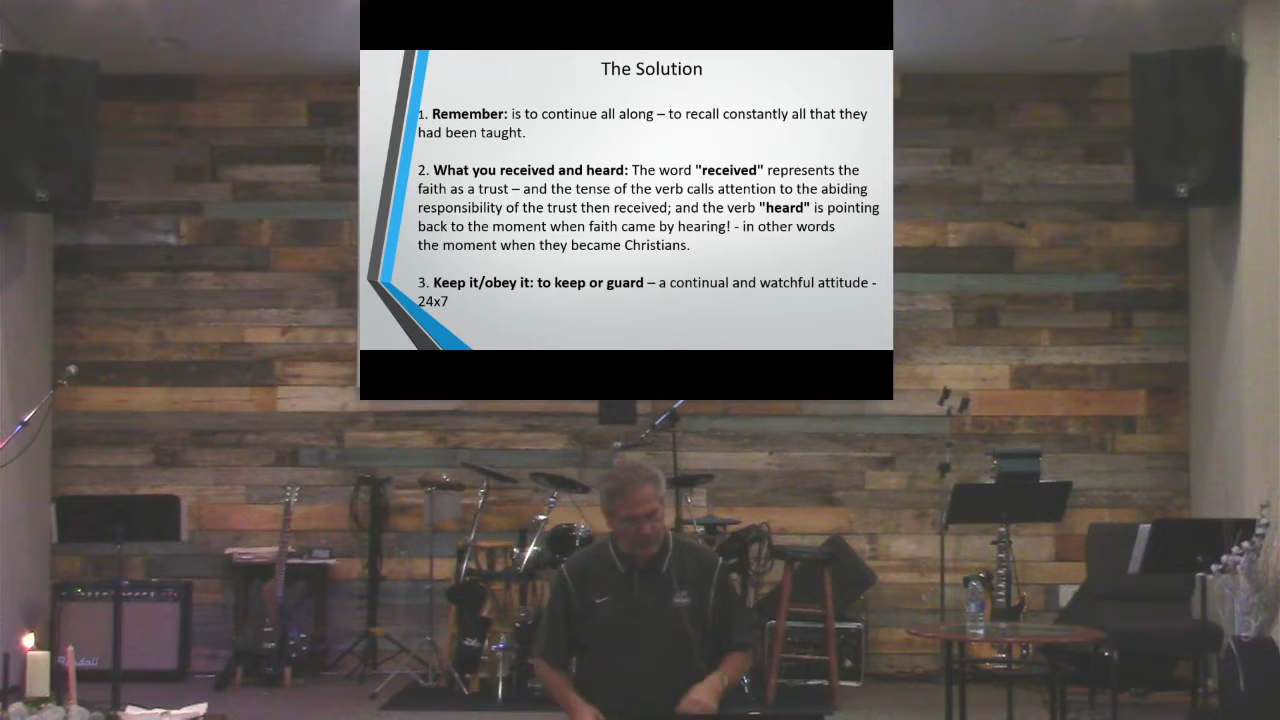 The Solution
1. Remember: is to continue all along – to recall constantly all that they
had been taught.
2. What you received and heard: The word "received" represents the
faith as a trust – and the tense of the verb calls attention to the abiding
responsibility of the trust then received; and the verb "heard" is pointing
back to the moment when faith came by hearing! - in other words
the moment when they became Christians.
3. Keep it/obey it: to keep or guard – a continual and watchful attitude -
24x7
Randall